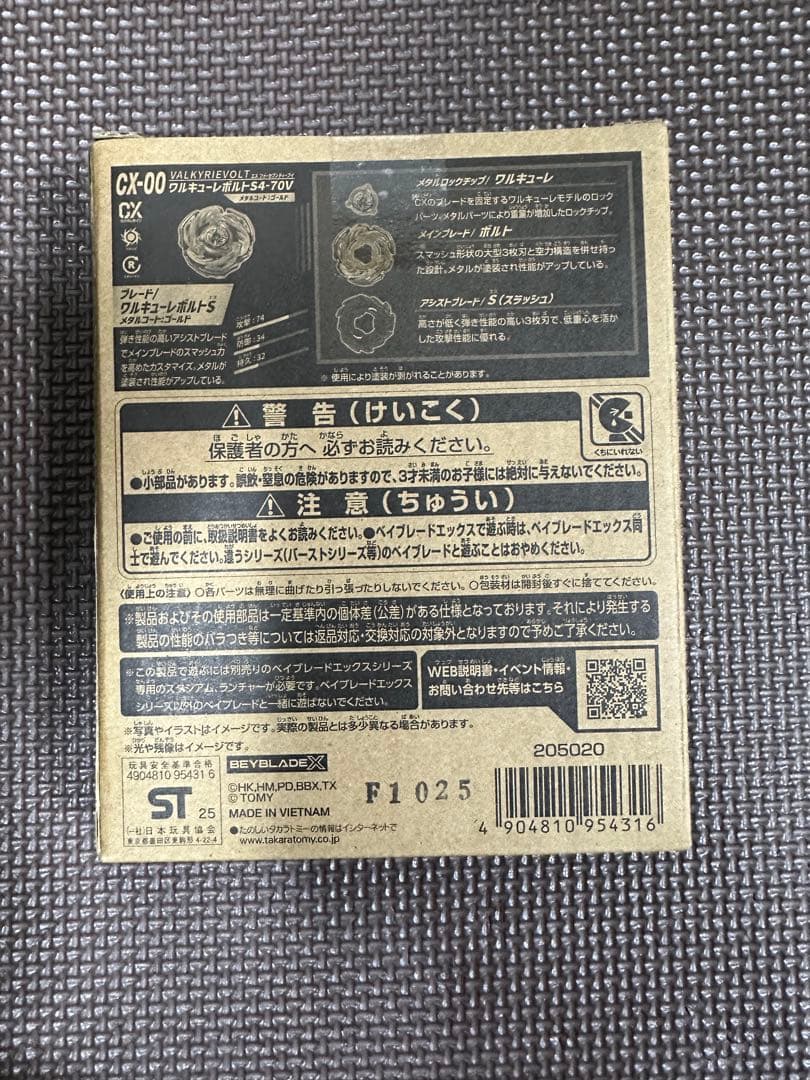 CX-00
VALKYRIEVOLT
ワルキューレボルトS4-70V
メタルコート:ゴールド
CX
R
ブレード/
ワルキューレボルトS
メタルコート:ゴールド
攻撃:74
防御:34
持久:32
弾き性能の高いアシストブレード
でメインブレードのスマッシュ力
を高めたカスタマイズ。メタルが
塗装され性能がアップしている。
メタルロックチップ/ ワルキューレ
CXのブレードを固定するワルキューレモデルのロック
パーツ。メタルパーツにより重量が増加したロックチップ。
メインブレード/ ボルト
スマッシュ形状の大型3枚刃と空力構造を併せ持っ
た設計。メタルが塗装され性能がアップしている。
アシストブレード/ S(スラッシュ)
高さが低く弾き性能の高い3枚刃で、低重心を活か
した攻撃性能に優れる。
※ 使用により塗装が剥がれることがあります。
警告(けいこく)
保護者の方へ 必ずお読みください。
くちにいれない
●小部品があります。誤飲・窒息の危険がありますので、3才未満のお子様には絶対に与えないでください。
注意(ちゅうい)
●ご使用の前に、取扱説明書をよくお読みください。●ベイブレードエックスで遊ぶ時は、ベイブレードエックス同
士で遊んでください。違うシリーズ(バーストシリーズ等)のベイブレードと遊ぶことはおやめください。
〈使用上の注意〉○各パーツは無理に曲げたり引っ張ったりしないでください。○包装材は開封後すぐに捨ててください。
※製品およびその使用部品は一定基準内の個体差(公差)がある仕様となっております。それにより発生する
製品の性能のバラつき等については返品対応・交換対応の対象外となりますので予めご了承ください。
※この製品で遊ぶには別売りのベイブレードエックスシリーズ
専用のスタジアム、ランチャーが必要です。ベイブレードエックス
シリーズ以外のベイブレードと一緒に遊ばないでください。
WEB説明書・イベント情報・
お問い合わせ先等はこちら
※写真やイラストはイメージです。実際の製品とは多少異なる場合があります。
※光や残像はイメージです。
205020
玩具安全基準合格
4904810 95431 6
ST 25
(一社)日本玩具協会
東京都墨田区東駒形 4-22-4
BEYBLADE X
©HK,HM,PD,BBX,TX
© TOMY
MADE IN VIETNAM
●たのしいタカラトミーの情報はインターネットで
www.takaratomy.co.jp
F1 025
4 904810 954316